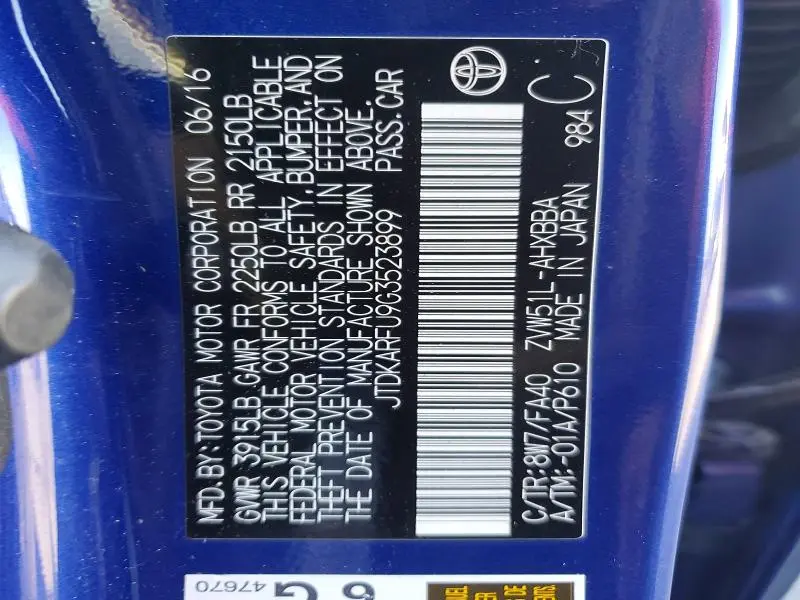 MFD.BY:TOYOTA MOTOR CORPORATION 06/16
GVWR 3915LB GAWR FR 2250LB RR 2150LB
THIS VEHICLE CONFORMS TO ALL APPLICABLE
FEDERAL MOTOR VEHICLE SAFETY,BUMPER,AND
THEFT PREVENTION STANDARDS IN EFFECT ON
THE DATE OF MANUFACTURE SHOWN ABOVE.
JTDKARFU9G3523899 PASS.CAR
C/TR:8W7/FA40 ZVW51L-AHXBBA
A/TM:-01A/P610 MADE IN JAPAN
984 C
47670